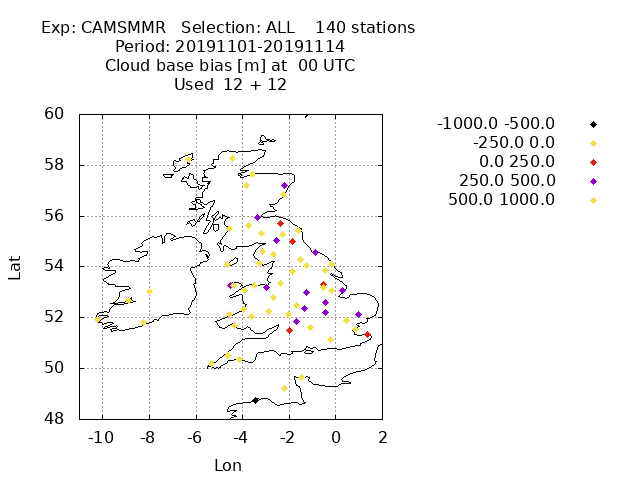 Exp: CAMSMMR   Selection: ALL    140 stations
Period: 20191101-20191114
Cloud base bias [m] at  00 UTC
Used  12 + 12
-1000.0 -500.0
-250.0 0.0
0.0 250.0
250.0 500.0
500.0 1000.0
Lat
60
58
56
54
52
50
48
-10 -8 -6 -4 -2 0 2
Lon